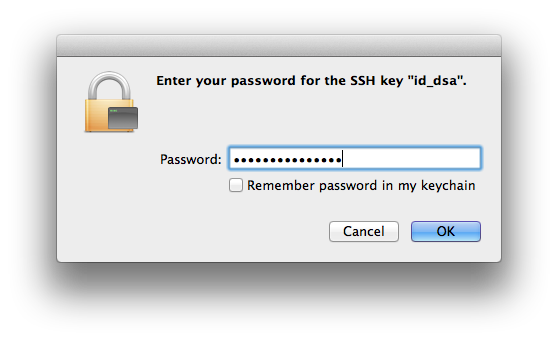 Enter your password for the SSH key "id_dsa".
Password: •••••••••••••••
Remember password in my keychain
Cancel OK